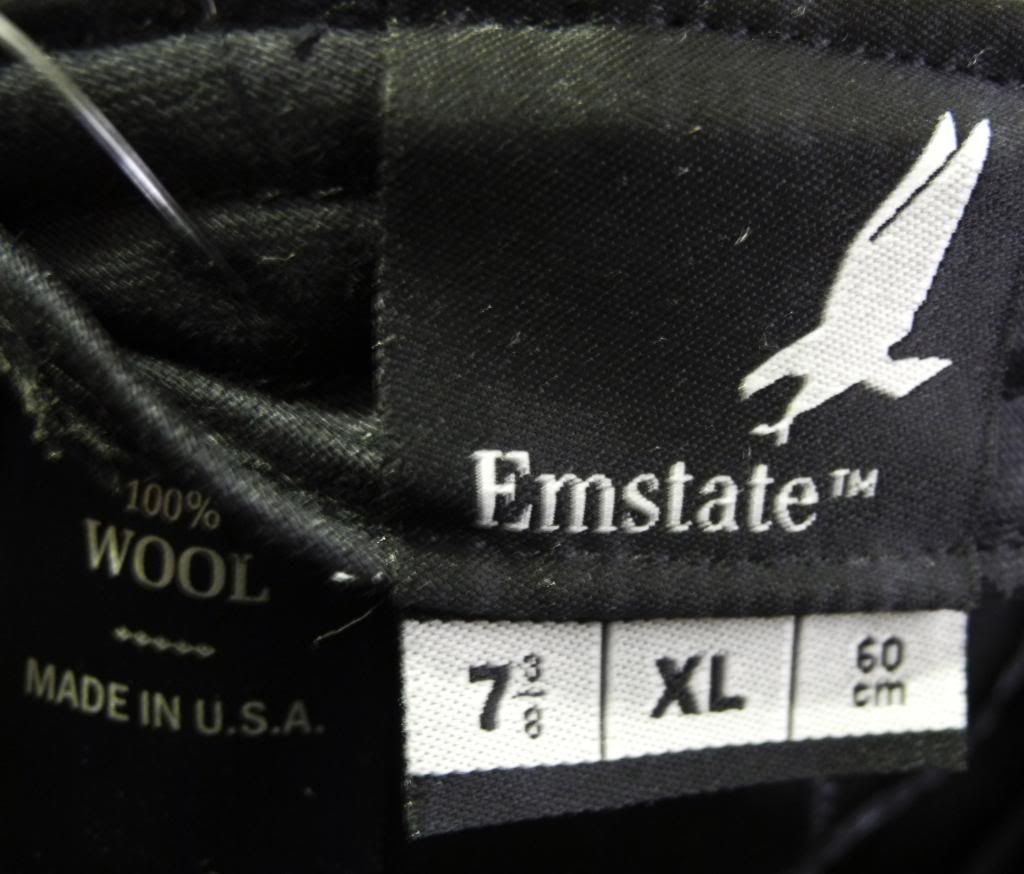 100%
WOOL
MADE IN U.S.A.
Emstate™
7 3/8 XL 60 cm